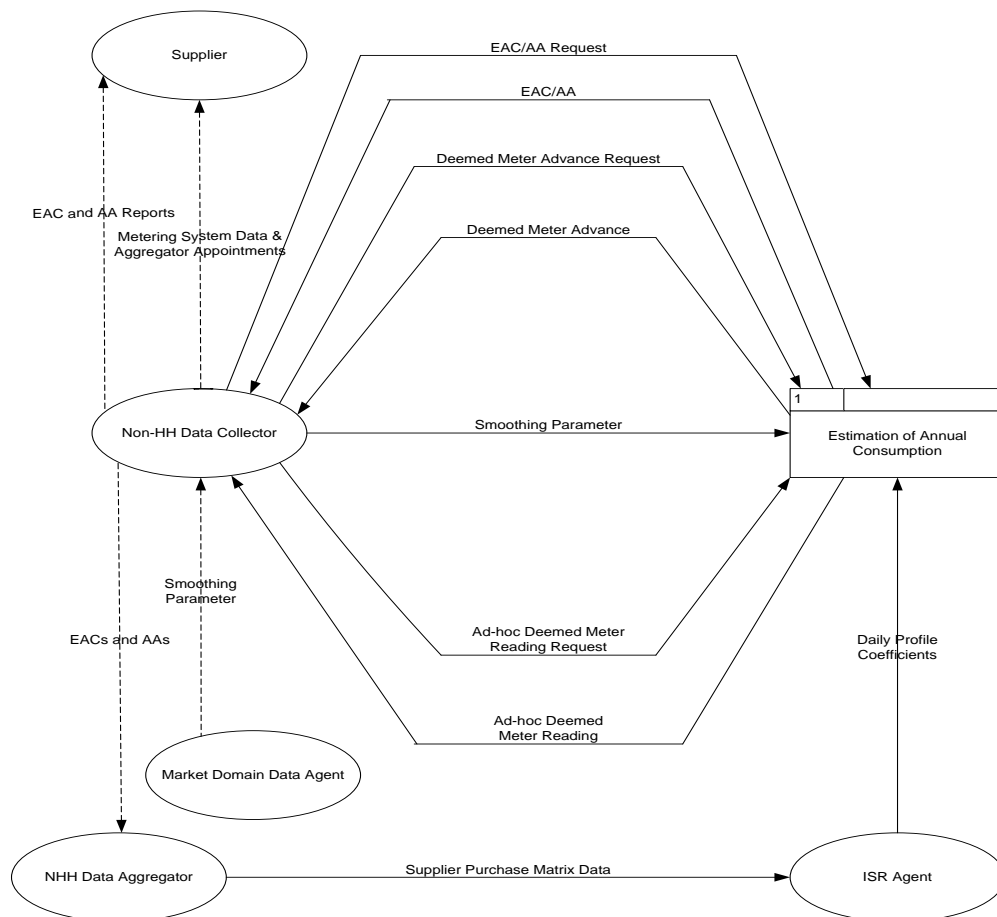 Supplier
EAC/AA Request
EAC/AA
Deemed Meter Advance Request
EAC and AA Reports
Metering System Data &
Aggregator Appointments
Deemed Meter Advance
1
Non-HH Data Collector
Smoothing Parameter
Estimation of Annual
Consumption
Smoothing
Parameter
EACs and AAs
Ad-hoc Deemed Meter
Reading Request
Daily Profile
Coefficients
Ad-hoc Deemed
Meter Reading
Market Domain Data Agent
NHH Data Aggregator
Supplier Purchase Matrix Data
ISR Agent